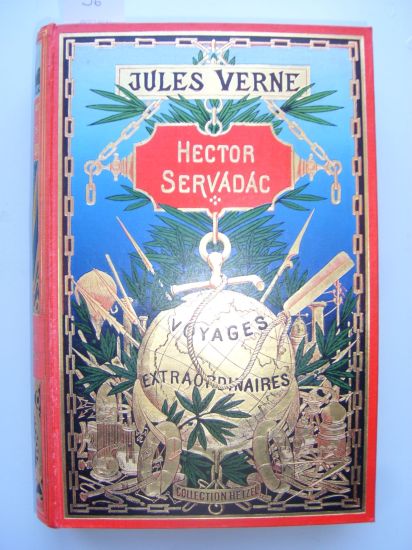 JULES VERNE
HECTOR
SERVADAC
VOYAGES
EXTRAORDINAIRES
COLLECTION HETZEL